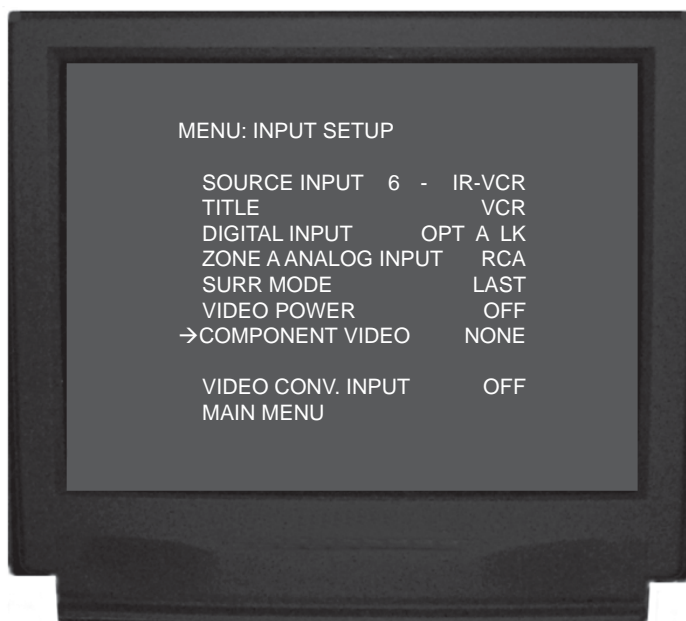 MENU: INPUT SETUP
SOURCE INPUT 6 - IR-VCR
TITLE VCR
DIGITAL INPUT OPT A LK
ZONE A ANALOG INPUT RCA
SURR MODE LAST
VIDEO POWER OFF
→COMPONENT VIDEO NONE
VIDEO CONV. INPUT OFF
MAIN MENU